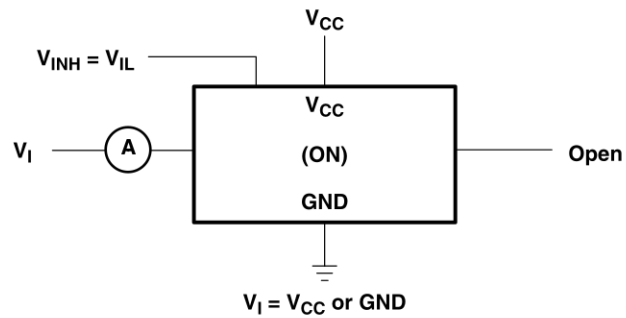 VCC
VINH = VIL
VCC
VI
A
(ON)
Open
GND
VI = VCC or GND